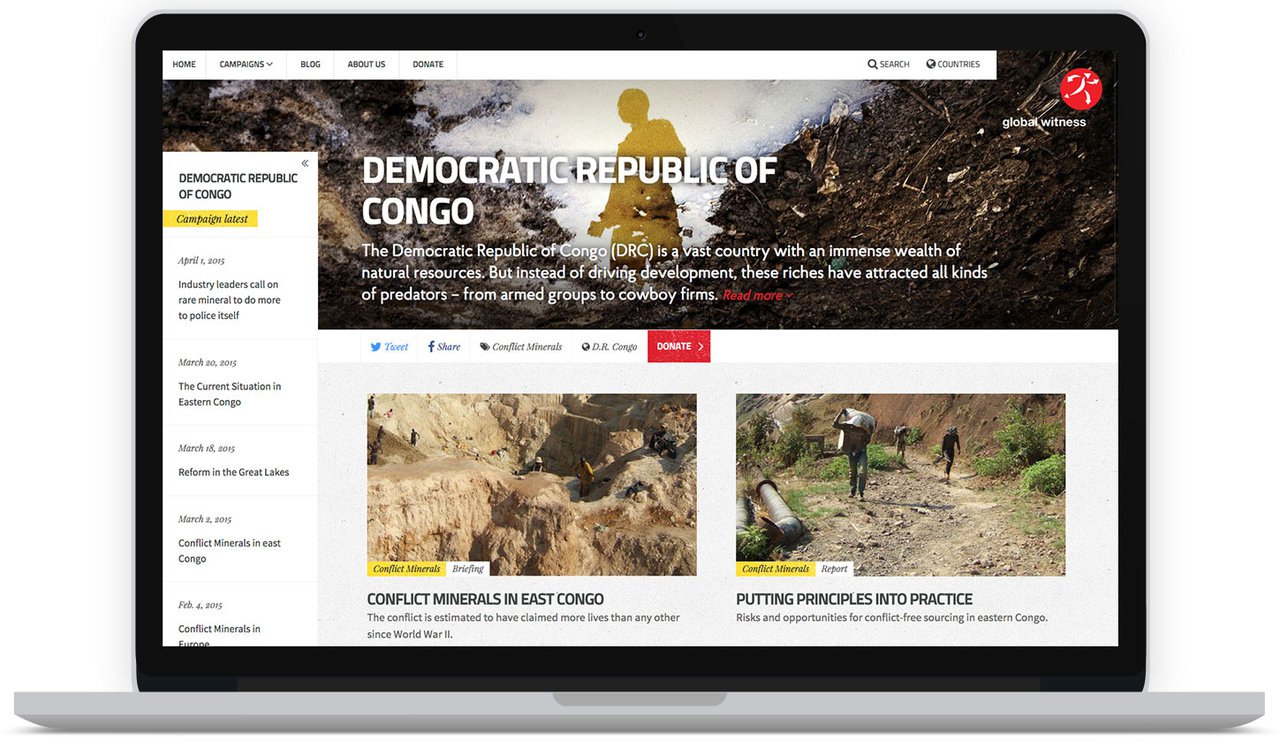 HOME
CAMPAIGNS
BLOG
ABOUT US
DONATE
SEARCH
COUNTRIES
global witness
DEMOCRATIC REPUBLIC OF
CONGO
The Democratic Republic of Congo (DRC) is a vast country with an immense wealth of
natural resources. But instead of driving development, these riches have attracted all kinds
of predators – from armed groups to cowboy firms. Read more
«
DEMOCRATIC REPUBLIC
OF CONGO
Campaign latest
April 1, 2015
Industry leaders call on
rare mineral to do more
to police itself
March 20, 2015
The Current Situation in
Eastern Congo
March 18, 2015
Reform in the Great Lakes
March 2, 2015
Conflict Minerals in east
Congo
Feb. 4, 2015
Conflict Minerals in
Europe
Tweet
Share
Conflict Minerals
D.R. Congo
DONATE
Conflict Minerals
Briefing
CONFLICT MINERALS IN EAST CONGO
The conflict is estimated to have claimed more lives than any other
since World War II.
Conflict Minerals
Report
PUTTING PRINCIPLES INTO PRACTICE
Risks and opportunities for conflict-free sourcing in eastern Congo.